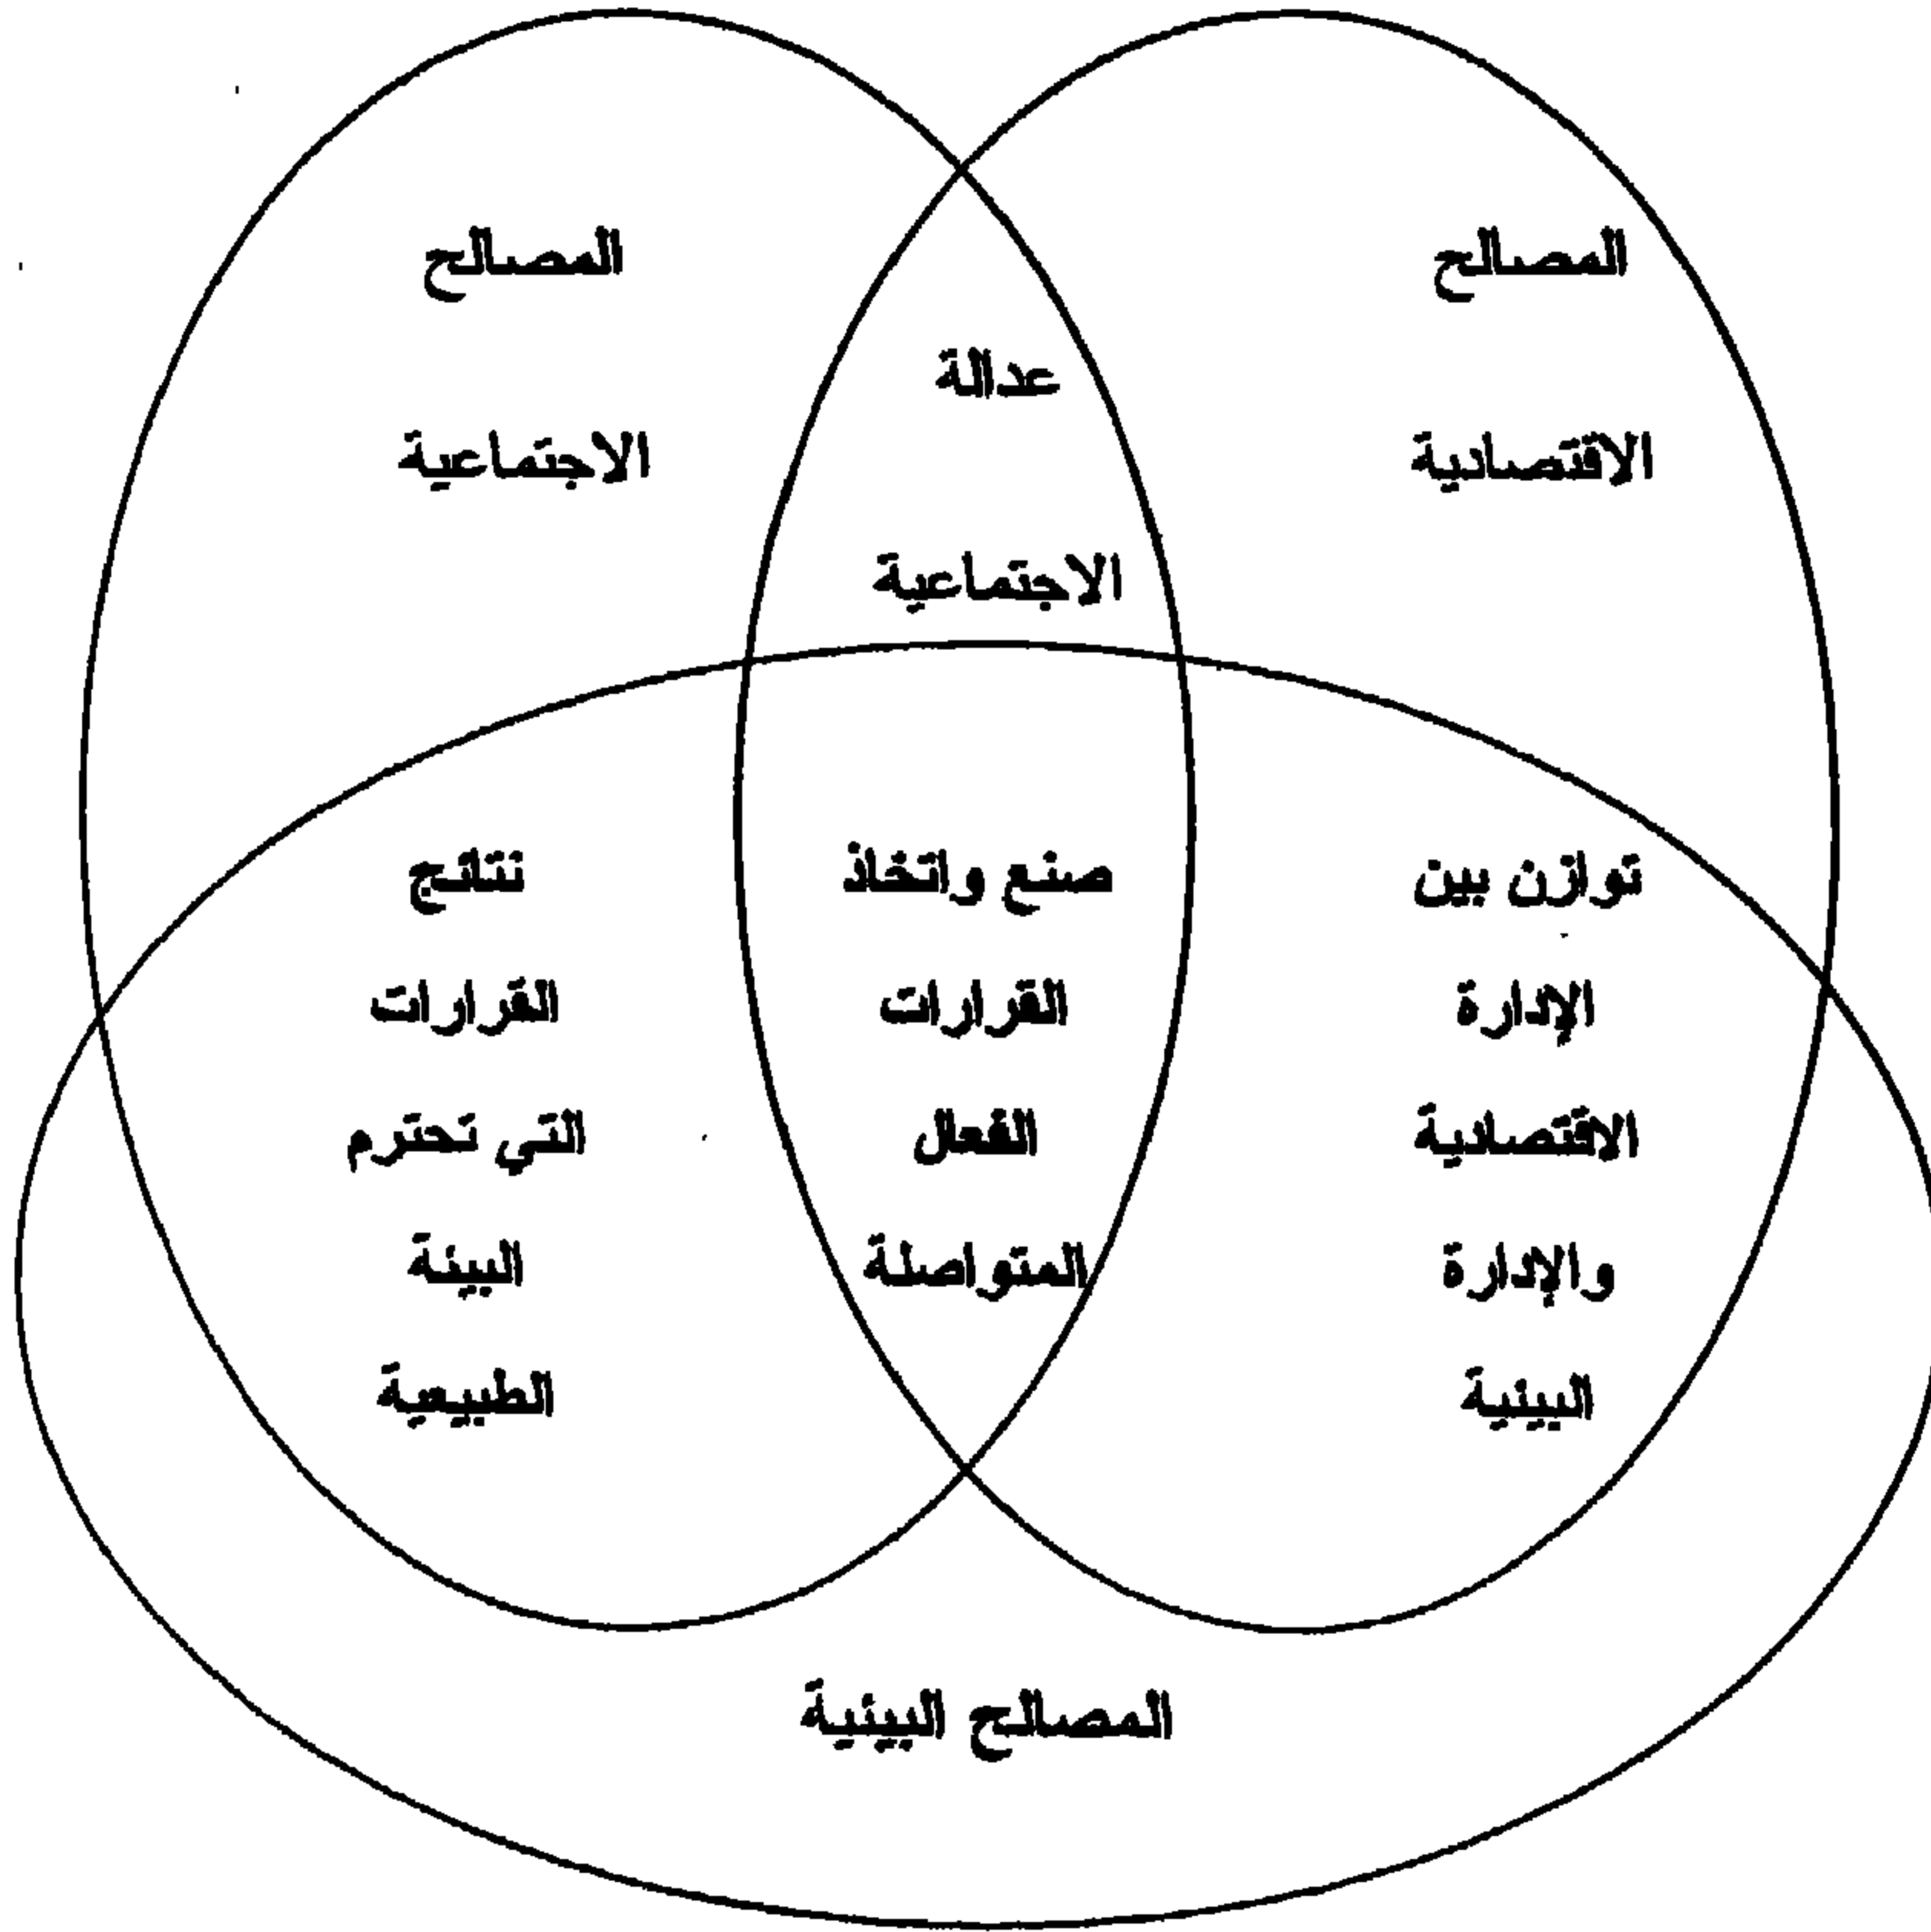 المصالح
الاقتصادية
المصالح
الاجتماعية
عدالة
الاجتماعية
توازن بين
الإدارة
الاقتصادية
والإدارة
البيئية
صنع واتخاذ
القرارات
الفعال
المتواصلة
نتائج
القرارات
التي تحترم
البيئة
الطبيعية
المصالح البيئية